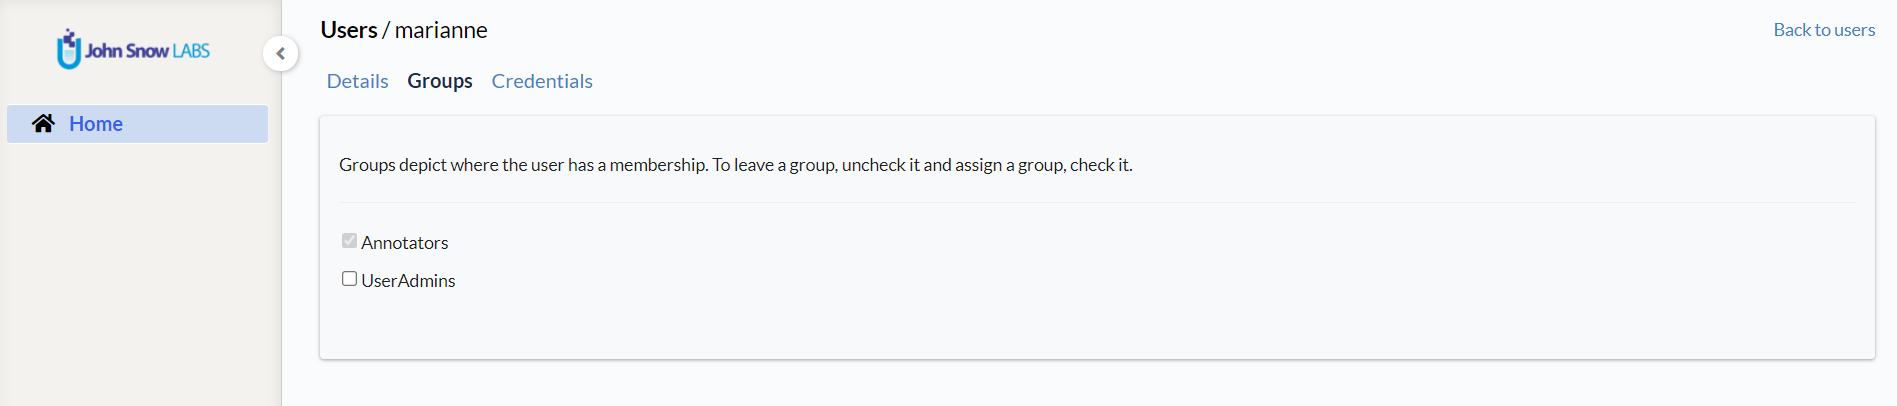 John Snow LABS
Home
Users / marianne
Back to users
Details Groups Credentials
Groups depict where the user has a membership. To leave a group, uncheck it and assign a group, check it.
Annotators
UserAdmins